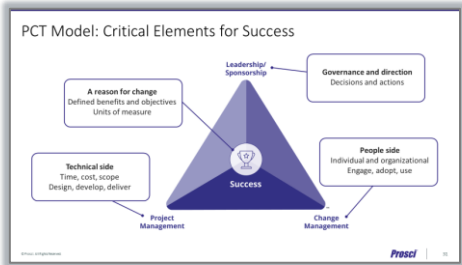 PCT Model: Critical Elements for Success
Leadership/
Sponsorship
Governance and direction
Decisions and actions
A reason for change
Defined benefits and objectives
Units of measure
People side
Individual and organizational
Engage, adopt, use
Technical side
Time, cost, scope
Design, develop, deliver
Success
Project
Management
Change
Management
Prosci